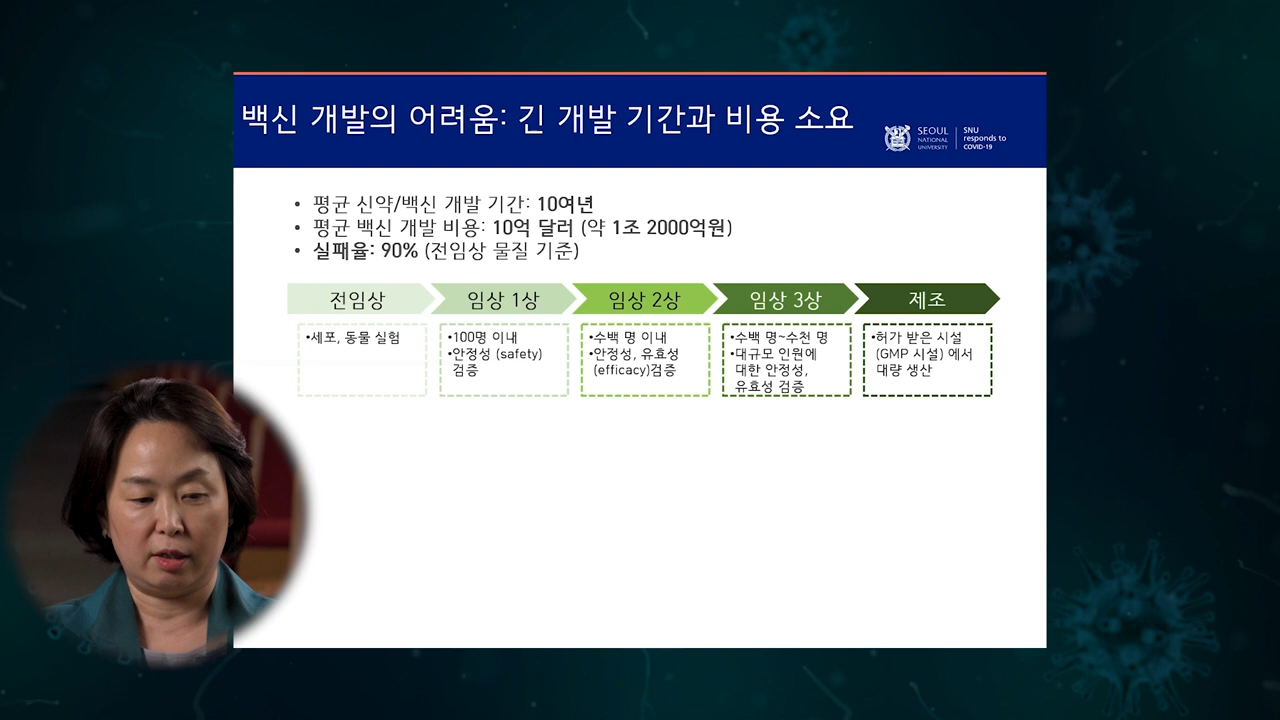 백신 개발의 어려움: 긴 개발 기간과 비용 소요
SEOUL
NATIONAL
UNIVERSITY
SNU
responds to
COVID-19
• 평균 신약/백신 개발 기간: 10여년
• 평균 백신 개발 비용: 10억 달러 (약 1조 2000억원)
• 실패율: 90% (전임상 물질 기준)
전임상
•세포, 동물 실험
임상 1상
•100명 이내
•안정성 (safety)
검증
임상 2상
•수백 명 이내
•안정성, 유효성
(efficacy)검증
임상 3상
•수백 명~수천 명
•대규모 인원에
대한 안정성,
유효성 검증
제조
•허가 받은 시설
(GMP 시설) 에서
대량 생산